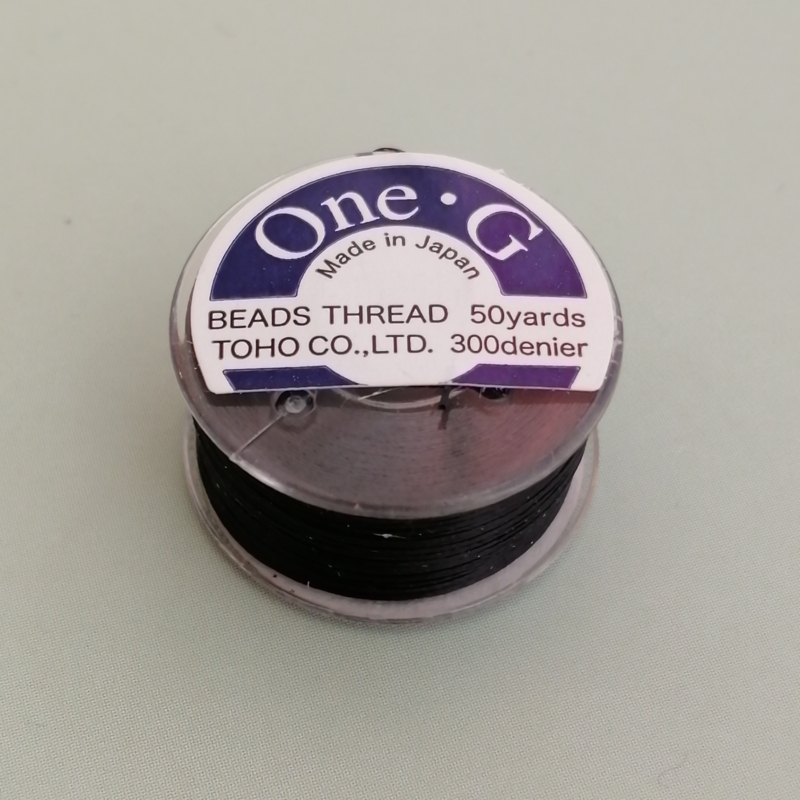 One·G
Made in Japan
BEADS THREAD 50yards
TOHO CO.,LTD. 300denier